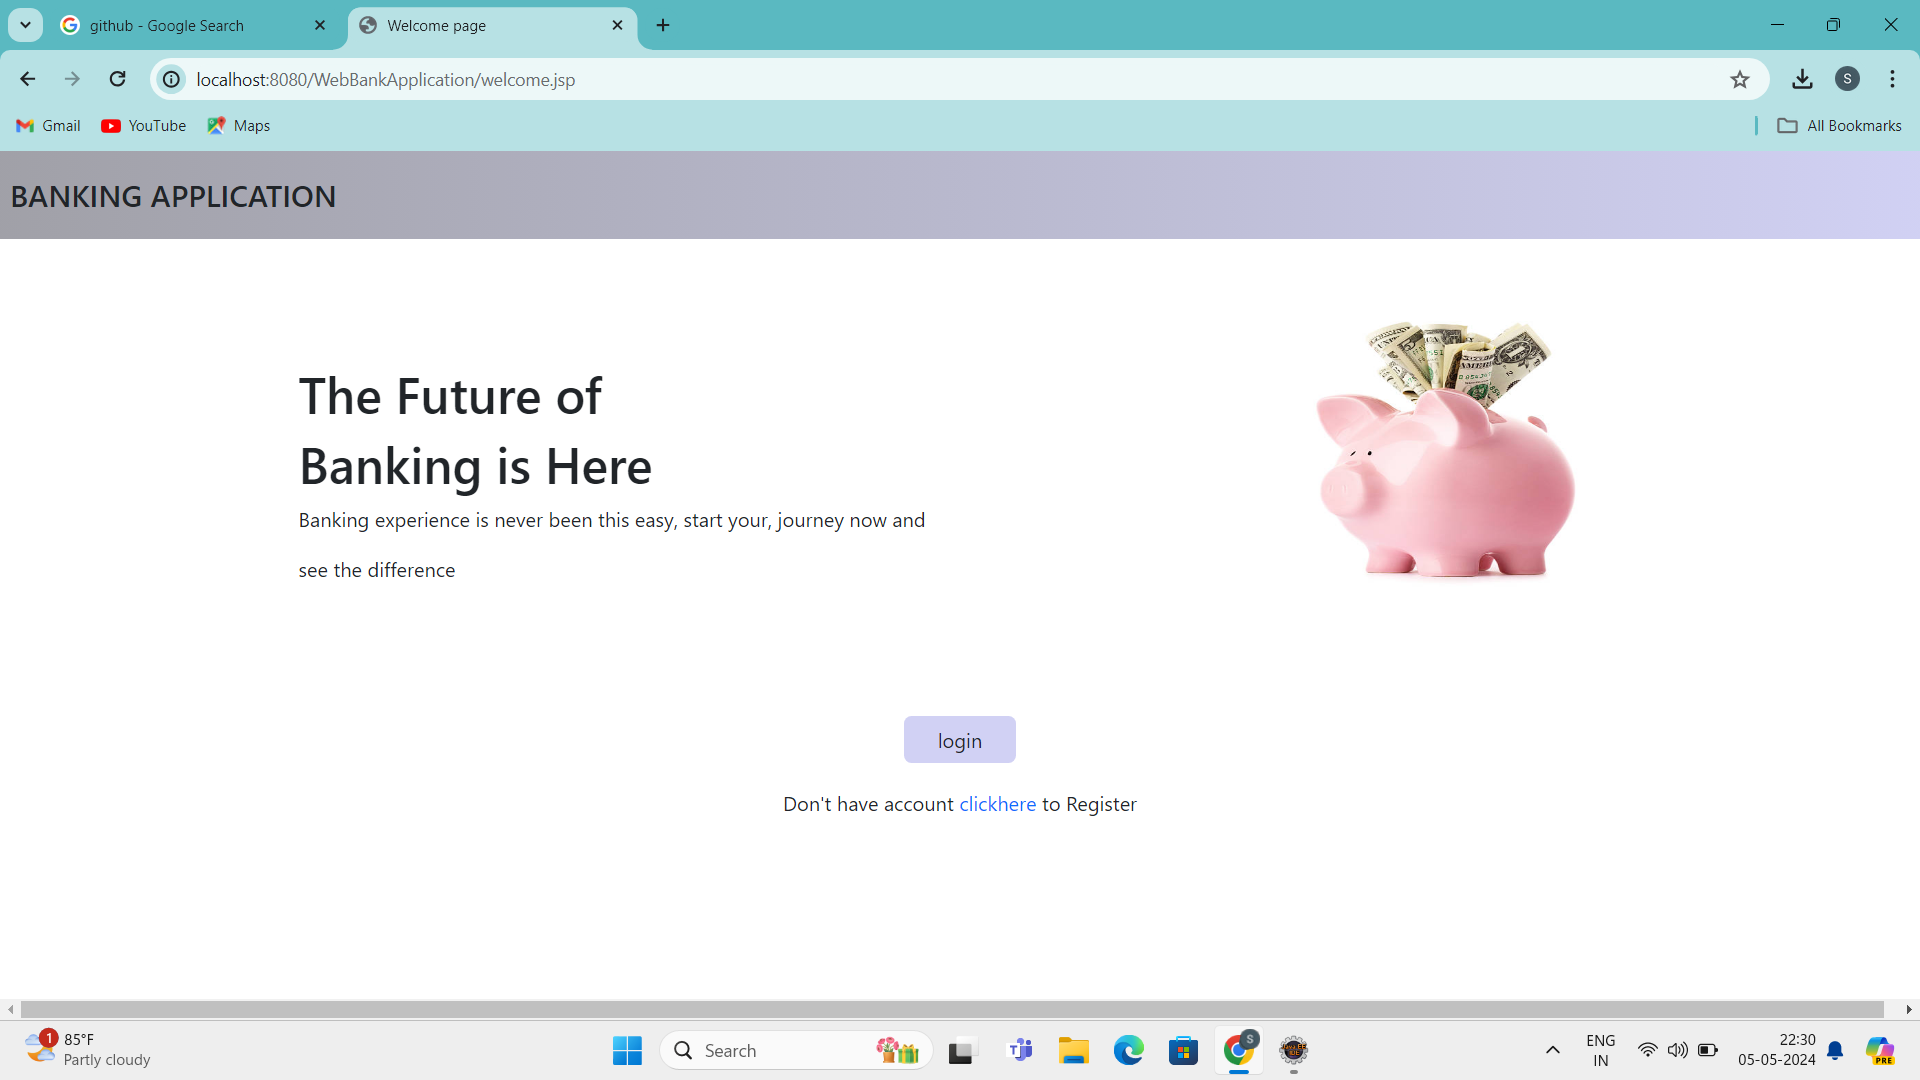 github - Google Search
Welcome page
localhost:8080/WebBankApplication/welcome.jsp
S
Gmail
YouTube
Maps
All Bookmarks
BANKING APPLICATION
The Future of
Banking is Here
Banking experience is never been this easy, start your, journey now and
see the difference
login
Don't have account clickhere to Register
1
85°F
Partly cloudy
Search
S
ENG
IN
22:30
05-05-2024
PRE